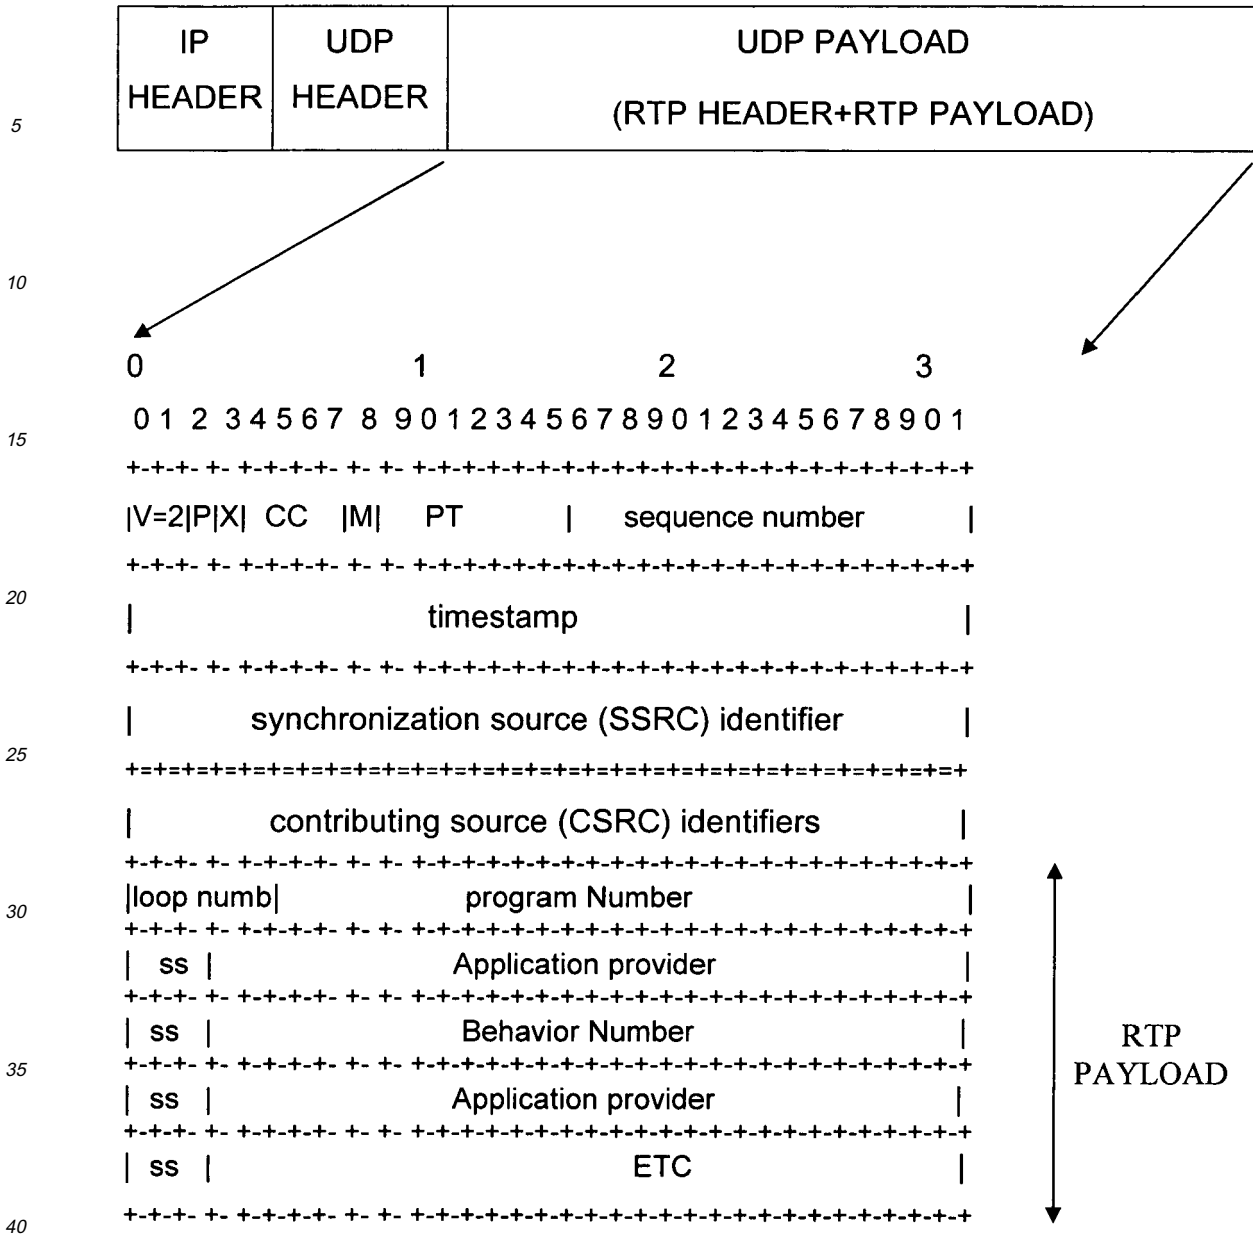 IP UDP UDP PAYLOAD
HEADER HEADER (RTP HEADER+RTP PAYLOAD)
5
10
0 1 2 3
0 1 2 3 4 5 6 7 8 9 0 1 2 3 4 5 6 7 8 9 0 1 2 3 4 5 6 7 8 9 0 1
15
+-+-+- +- +-+-+-+- +- +- +-+-+-+-+-+-+-+-+-+-+-+-+-+-+-+-+-+-+-+
|V=2|P|X| CC |M| PT | sequence number |
+-+-+- +- +-+-+-+- +- +- +-+-+-+-+-+-+-+-+-+-+-+-+-+-+-+-+-+-+-+
20
| timestamp |
+-+-+- +- +-+-+-+- +- +- +-+-+-+-+-+-+-+-+-+-+-+-+-+-+-+-+-+-+-+
| synchronization source (SSRC) identifier |
25
+=+=+=+=+=+=+=+=+=+=+=+=+=+=+=+=+=+=+=+=+=+=+=+=+=+=+=+=+=+
| contributing source (CSRC) identifiers |
+-+-+- +- +-+-+-+- +- +- +-+-+-+-+-+-+-+-+-+-+-+-+-+-+-+-+-+-+-+
30
|loop numb| program Number |
+-+-+- +- +-+-+-+- +- +- +-+-+-+-+-+-+-+-+-+-+-+-+-+-+-+-+-+-+-+
| ss | Application provider |
+-+-+- +- +-+-+-+- +- +- +-+-+-+-+-+-+-+-+-+-+-+-+-+-+-+-+-+-+-+
| ss | Behavior Number |
+-+-+- +- +-+-+-+- +- +- +-+-+-+-+-+-+-+-+-+-+-+-+-+-+-+-+-+-+-+
RTP
PAYLOAD
35
| ss | Application provider |
+-+-+- +- +-+-+-+- +- +- +-+-+-+-+-+-+-+-+-+-+-+-+-+-+-+-+-+-+-+
| ss | ETC |
+-+-+- +- +-+-+-+- +- +- +-+-+-+-+-+-+-+-+-+-+-+-+-+-+-+-+-+-+-+
40